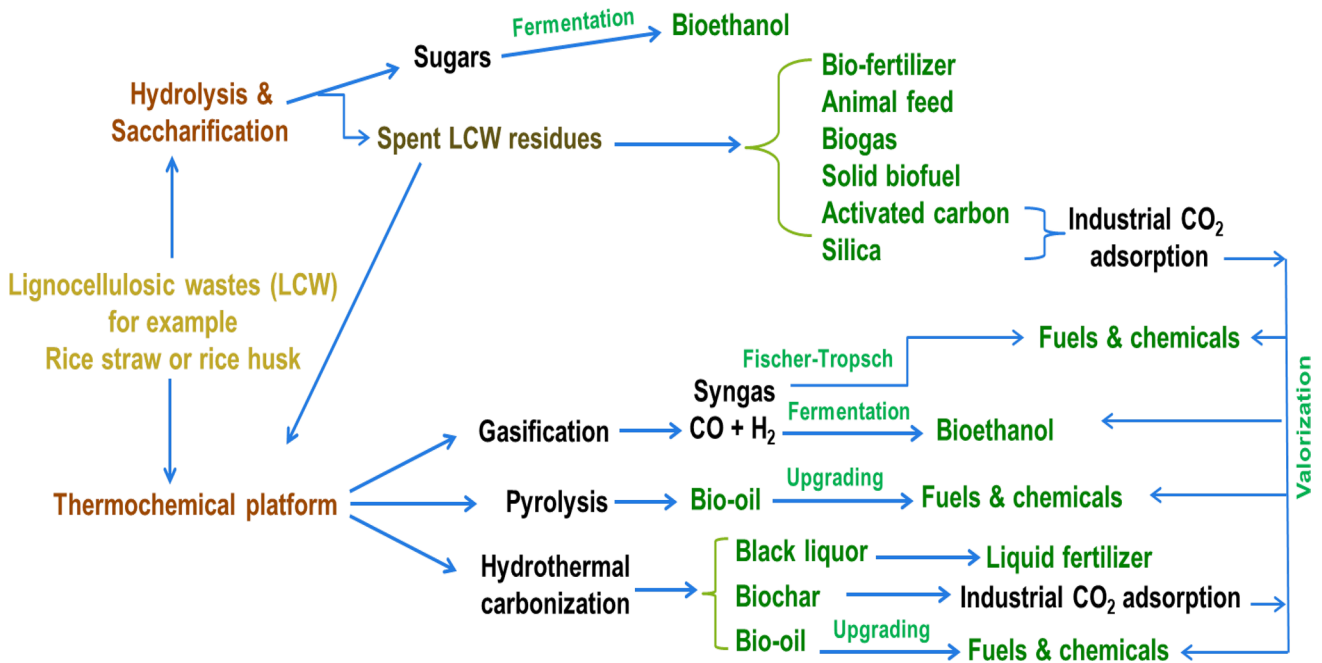 Fermentation
Bioethanol
Sugars
Hydrolysis &
Saccharification
Spent LCW residues
Bio-fertilizer
Animal feed
Biogas
Solid biofuel
Activated carbon
Silica
Industrial CO₂
adsorption
Lignocellulosic wastes (LCW)
for example
Rice straw or rice husk
Fischer-Tropsch
Fuels & chemicals
Syngas
CO + H₂
Gasification
Fermentation
Bioethanol
Valorization
Thermochemical platform
Pyrolysis
Bio-oil
Upgrading
Fuels & chemicals
Hydrothermal
carbonization
Black liquor
Liquid fertilizer
Biochar
Industrial CO₂ adsorption
Bio-oil
Upgrading
Fuels & chemicals